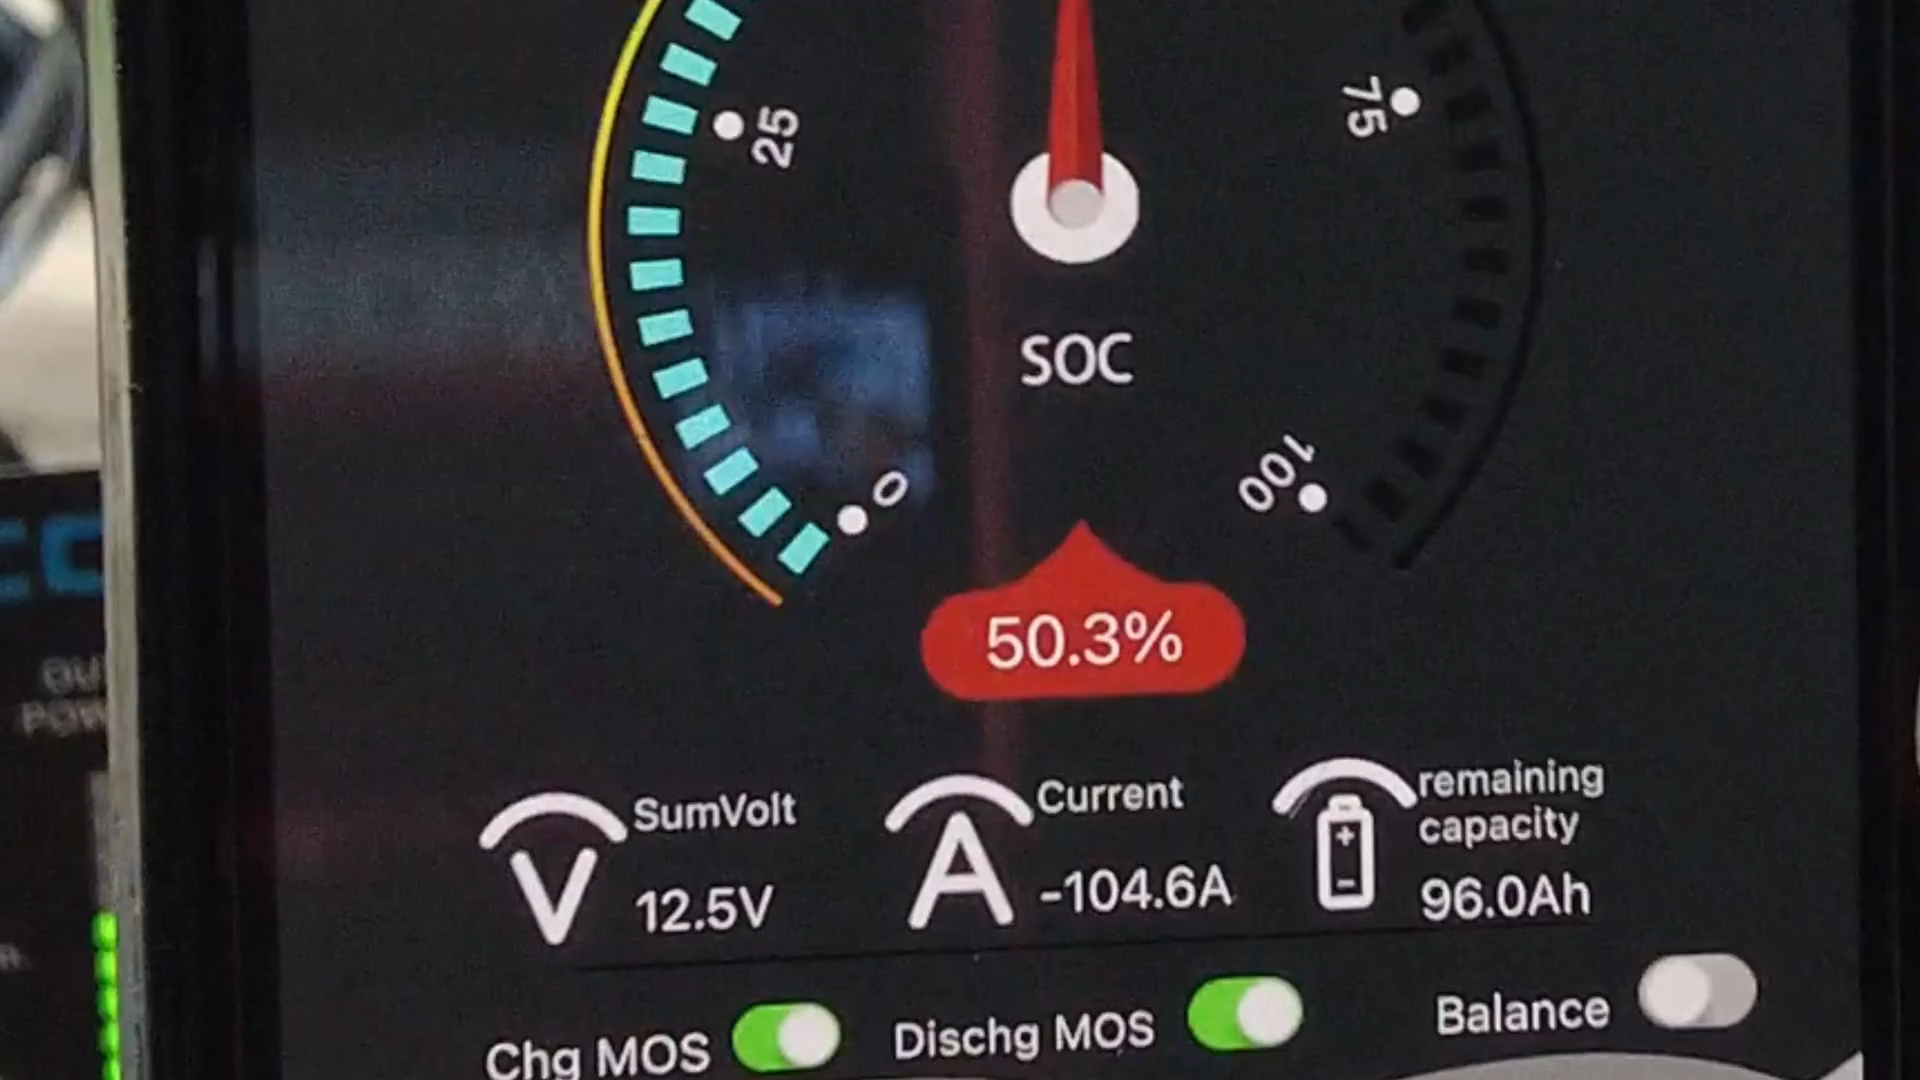 25
75
SOC
0
100
50.3%
SumVolt
12.5V
Current
-104.6A
remaining
capacity
96.0Ah
Chg MOS
Dischg MOS
Balance